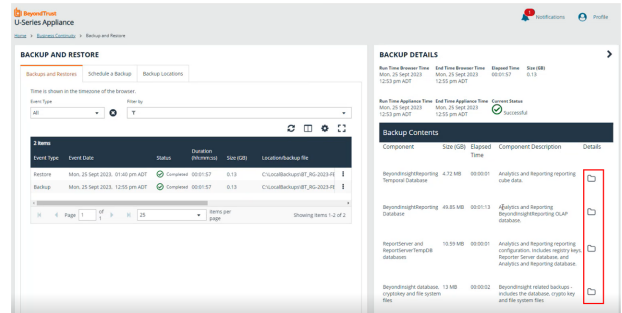 BeyondTrust
U-Series Appliance
1
Notifications
Profile
Home > Business Continuity > Backup and Restore
BACKUP AND RESTORE
Backups and Restores Schedule a Backup Backup Locations
Time is shown in the timezone of the browser.
Event Type Filter by
All
2 items
Event Type Event Date Status Duration (hh:mm:ss) Size (GB) Location/backup file
Restore Mon, 25 Sept 2023, 01:40 pm ADT Completed 00:01:57 0.13 C:\LocalBackups\BT_RG-2023-FE
Backup Mon, 25 Sept 2023, 12:55 pm ADT Completed 00:01:57 0.13 C:\LocalBackups\BT_RG-2023-FE
Page 1 of 1 25 items per page Showing items 1-2 of 2
BACKUP DETAILS
Run Time Browser Time End Time Browser Time Elapsed Time Size (GB)
Mon. 25 Sept 2023 Mon. 25 Sept 2023 00:01:57 0.13
12:53 pm ADT 12:55 pm ADT
Run Time Appliance Time End Time Appliance Time Current Status
Mon. 25 Sept 2023 Mon. 25 Sept 2023 Successful
12:53 pm ADT 12:55 pm ADT
Backup Contents
Component Size (GB) Elapsed Time Component Description Details
BeyondInsightReporting 4.72 MB 00:00:01 Analytics and Reporting reporting
Temporal Database cube data.
BeyondInsightReporting 49.85 MB 00:01:13 Analytics and Reporting
Database BeyondInsightReporting OLAP
database.
ReportServer and 10.59 MB 00:00:01 Analytics and Reporting reporting
ReportServerTempDB configuration. includes registry keys,
databases Reporter Server database, and
Analytics and Reporting database.
BeyondInsight database, 13 MB 00:00:02 BeyondInsight related backups -
cryptokey and file system includes the database, crypto key
files and file system files